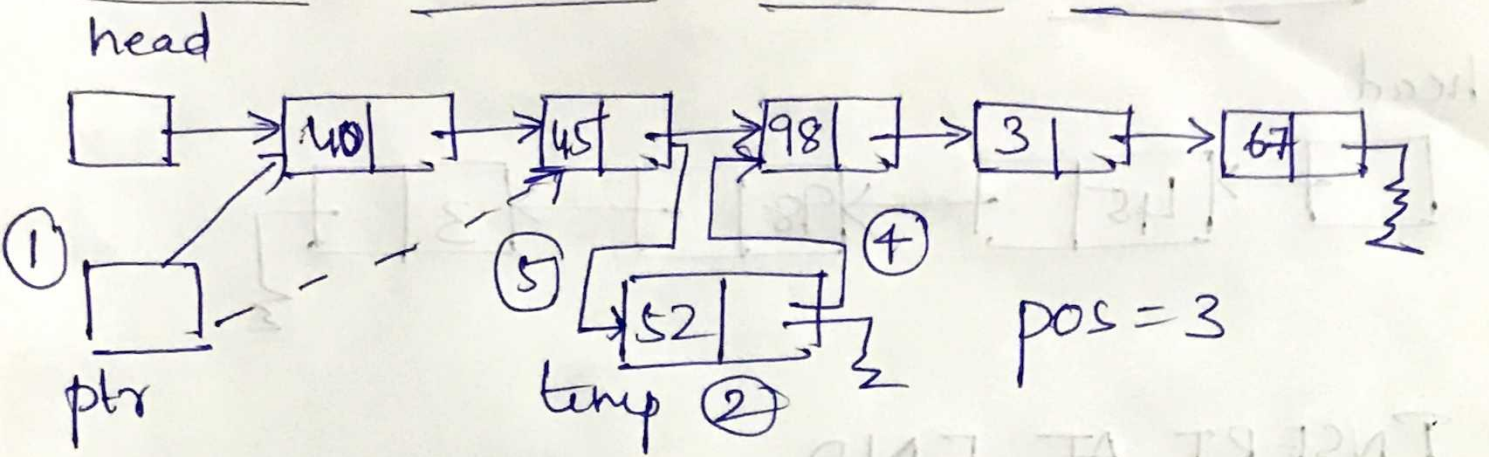 head
40 45 98 3 67
① ⑤ ④
52 pos=3
ptr temp ②